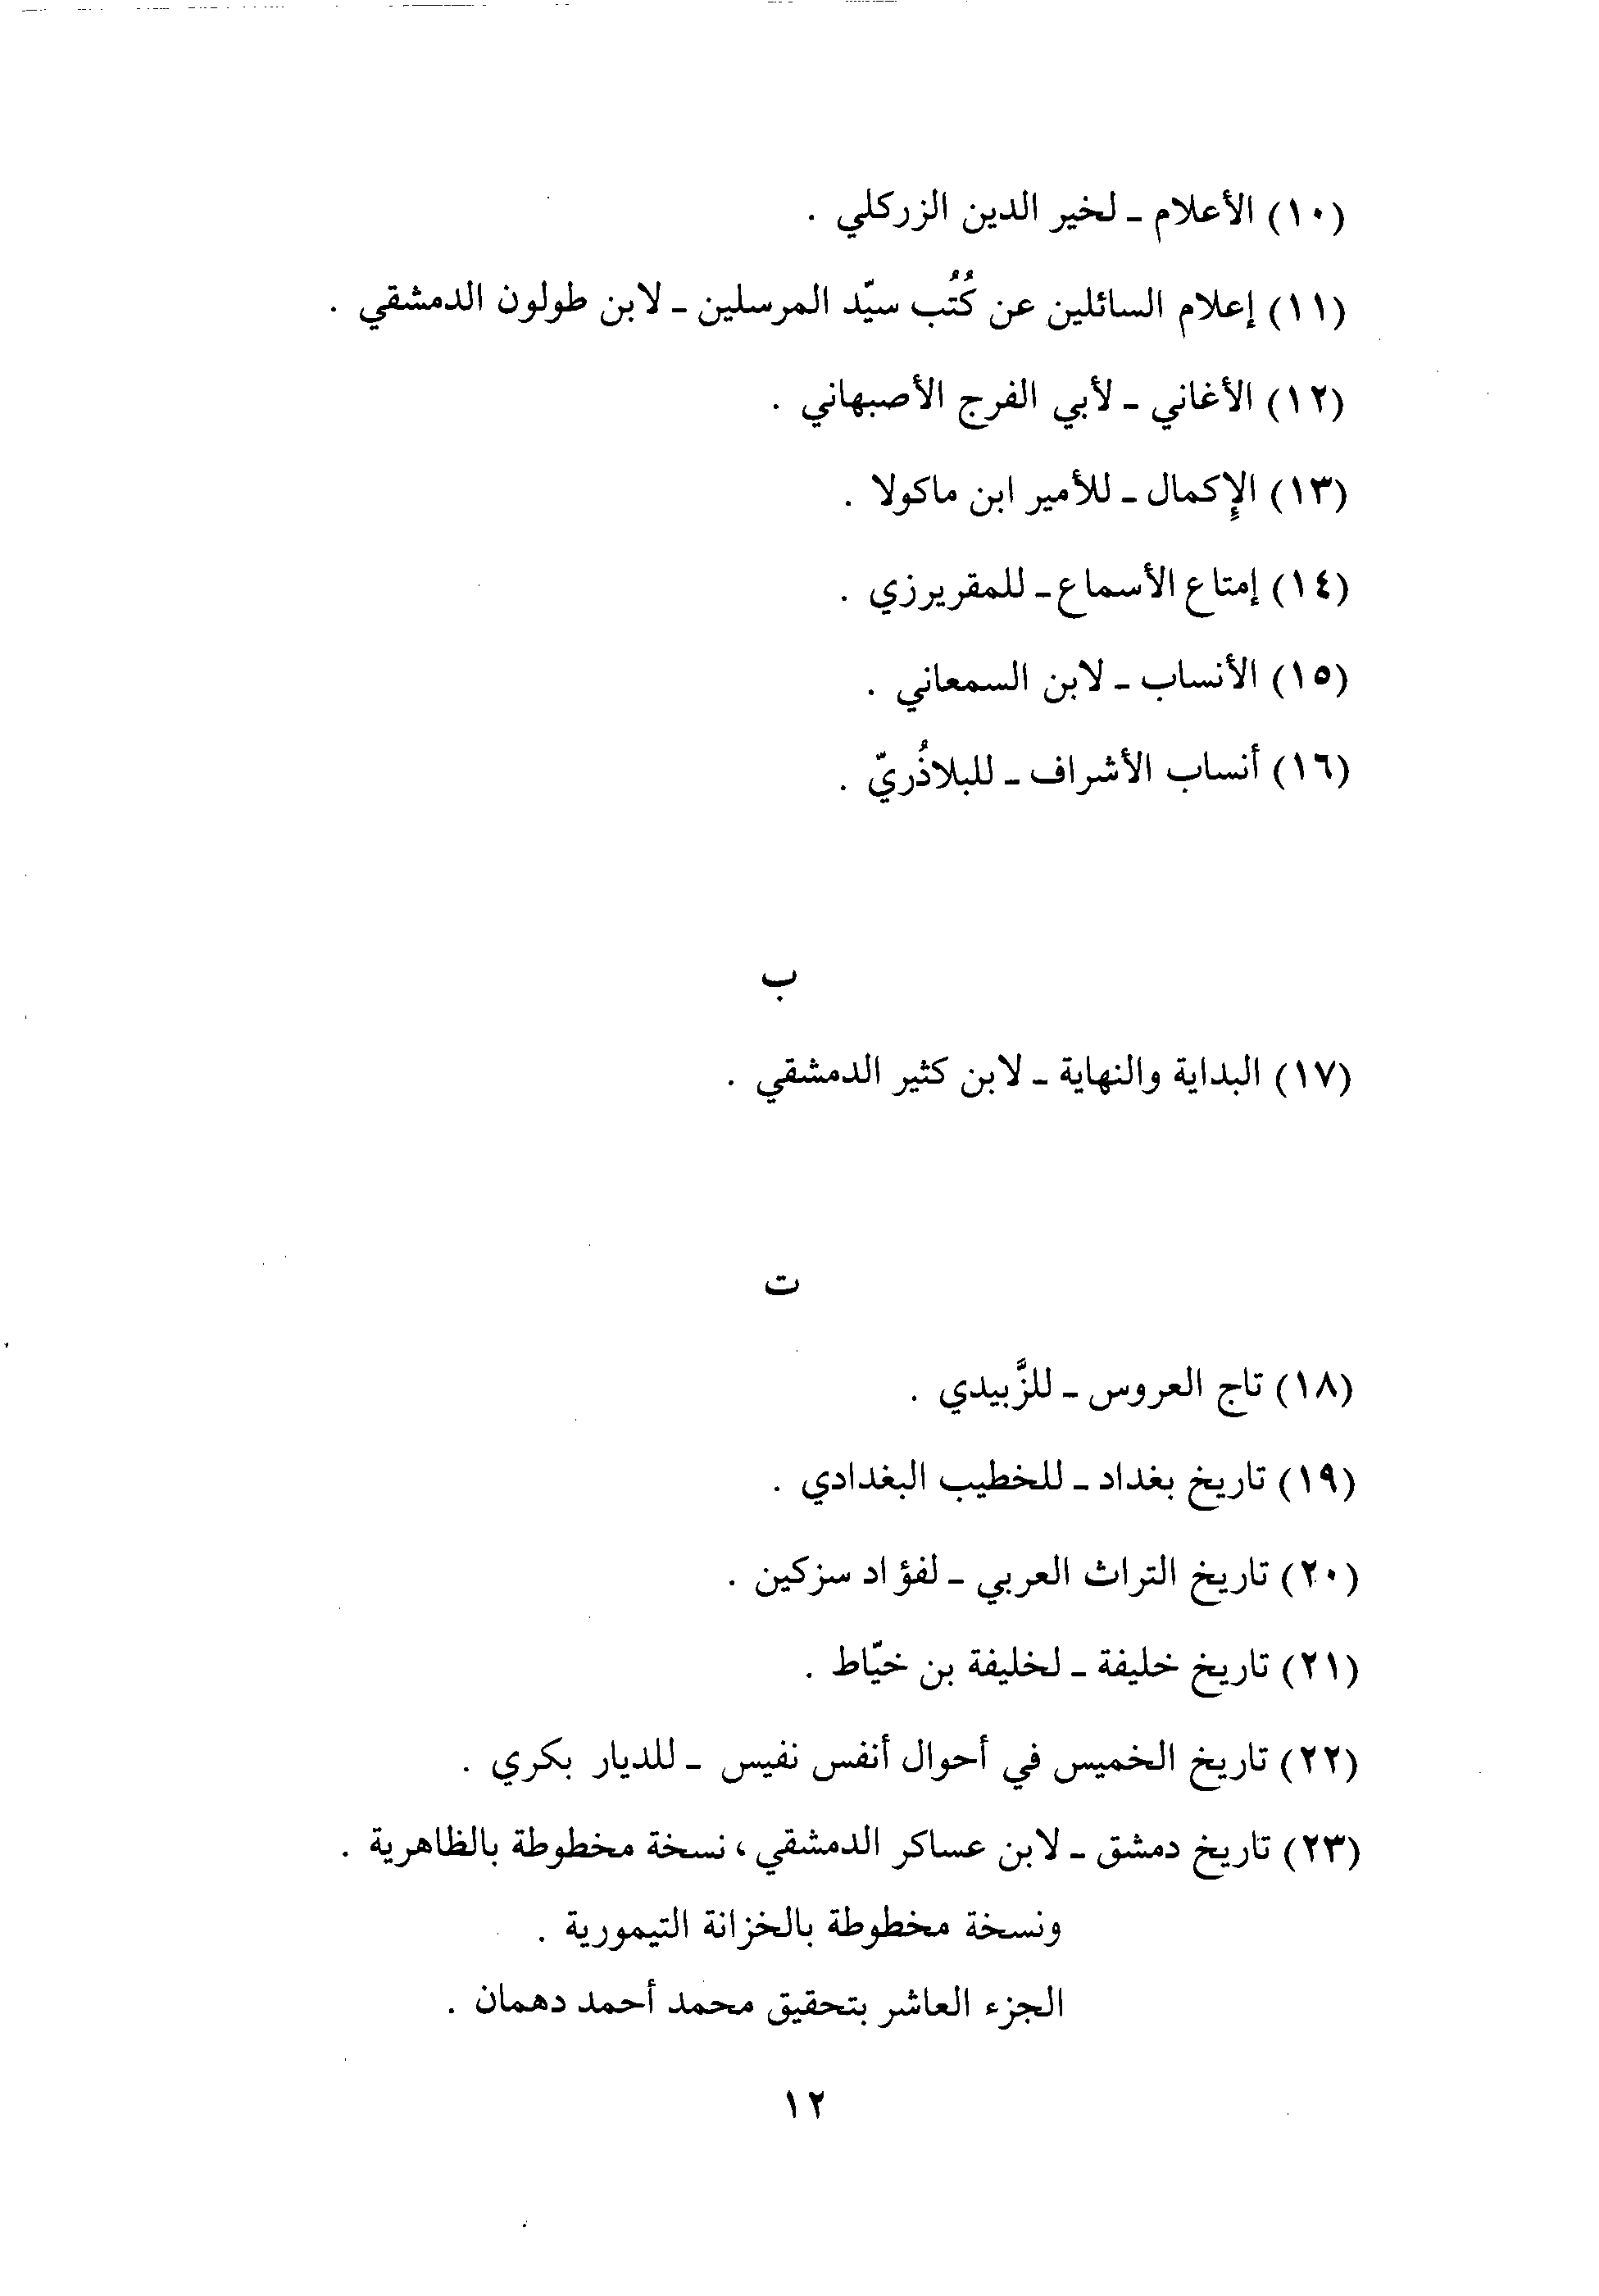 (١٠) الأعلام - لخير الدين الزركلي .
(١١) إعلام السائلين عن كُتُب سيّد المرسلين - لابن طولون الدمشقي .
(١٢) الأغاني - لأبي الفرج الأصبهاني .
(١٣) الإكمال - للأمير ابن ماكولا .
(١٤) إمتاع الأسماع - للمقريرزي .
(١٥) الأنساب - لابن السمعاني .
(١٦) أنساب الأشراف - للبلاذُريّ .
ب
(١٧) البداية والنهاية - لابن كثير الدمشقي .
ت
(١٨) تاج العروس - للزَّبيدي .
(١٩) تاريخ بغداد - للخطيب البغدادي .
(٢٠) تاريخ التراث العربي - لفؤاد سزكين .
(٢١) تاريخ خليفة - لخليفة بن خيّاط .
(٢٢) تاريخ الخميس في أحوال أنفس نفيس - للديار بكري .
(٢٣) تاريخ دمشق - لابن عساكر الدمشقي، نسخة مخطوطة بالظاهرية .
ونسخة مخطوطة بالخزانة التيمورية .
الجزء العاشر بتحقيق محمد أحمد دهمان .
١٢